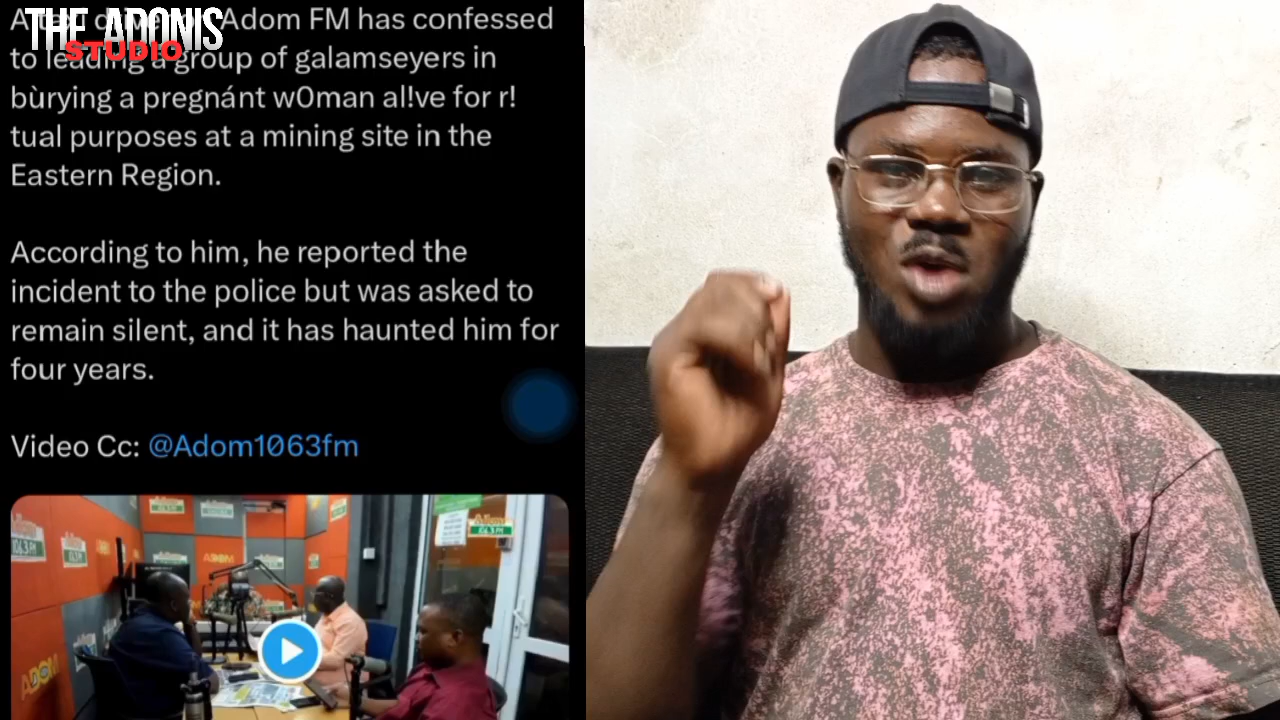 THE ADONIS
STUDIO
Adom FM has confessed
to leading a group of galamseyers in
bùrying a pregnánt w0man al!ve for r!
tual purposes at a mining site in the
Eastern Region.
According to him, he reported the
incident to the police but was asked to
remain silent, and it has haunted him for
four years.
Video Cc: @Adom1063fm
ADOM